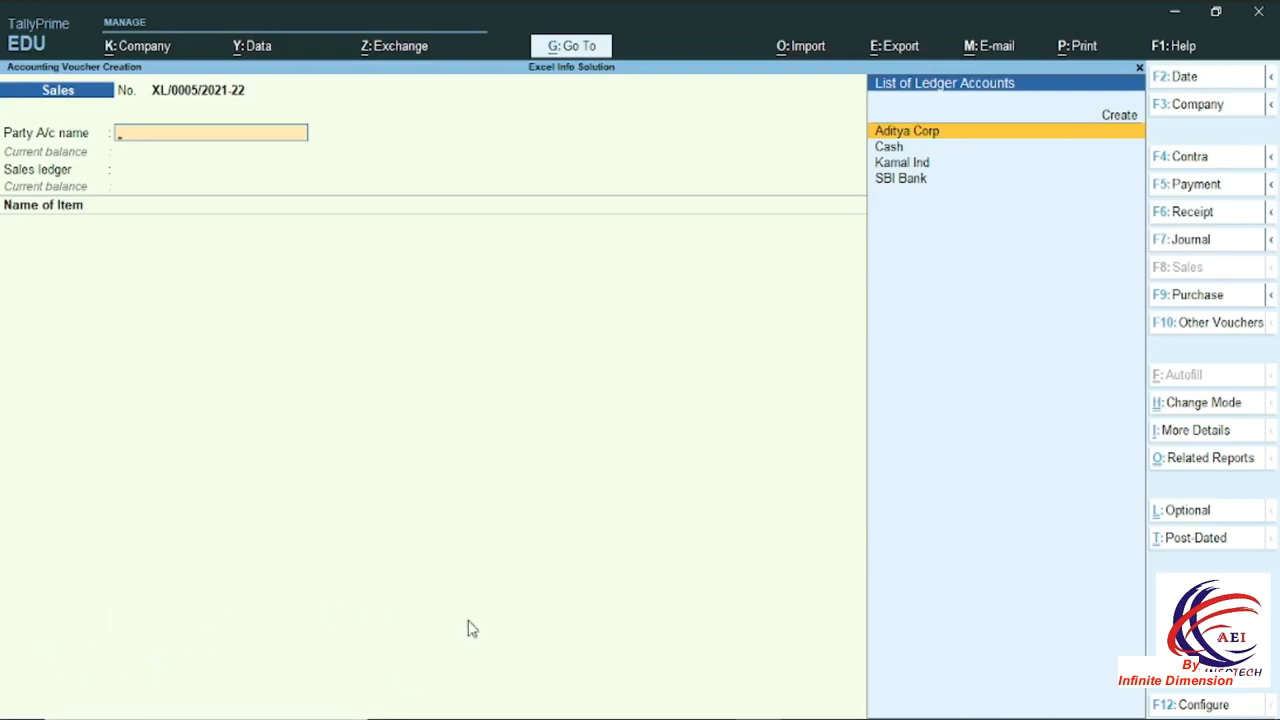 TallyPrime
EDU
MANAGE
K: Company
Y: Data
Z: Exchange
G: Go To
O: Import
E: Export
M: E-mail
P: Print
F1: Help
Accounting Voucher Creation
Excel Info Solution
Sales No. XL/0005/2021-22
Party A/c name :
Current balance :
Sales ledger :
Current balance :
Name of Item
List of Ledger Accounts
Create
Aditya Corp
Cash
Kamal Ind
SBI Bank
F2: Date
F3: Company
F4: Contra
F5: Payment
F6: Receipt
F7: Journal
F8: Sales
F9: Purchase
F10: Other Vouchers
F: Autofill
H: Change Mode
I: More Details
O: Related Reports
L: Optional
T: Post-Dated
AEI
INFOTECH
By
Infinite Dimension
F12: Configure